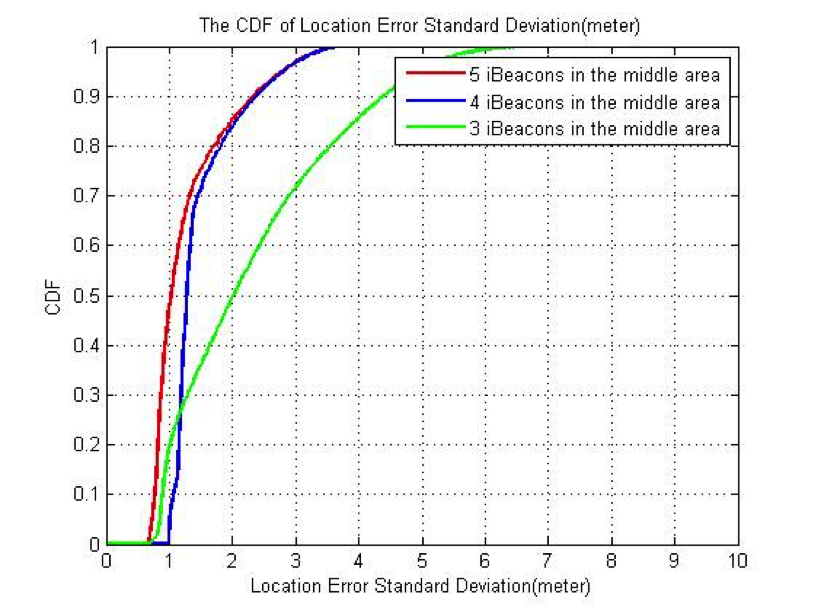 The CDF of Location Error Standard Deviation(meter)
1
0.9
0.8
0.7
0.6
0.5
0.4
0.3
0.2
0.1
0
CDF
5 iBeacons in the middle area
4 iBeacons in the middle area
3 iBeacons in the middle area
0 1 2 3 4 5 6 7 8 9 10
Location Error Standard Deviation(meter)